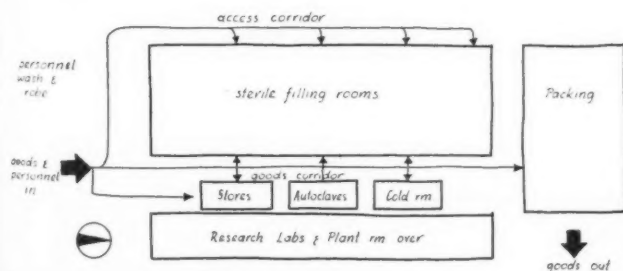 access corridor
personnel
wash &
robe
sterile filling rooms
Packing
goods &
personnel
in
goods corridor
Stores
Autoclaves
Cold rm
Research Labs & Plant rm over
goods out